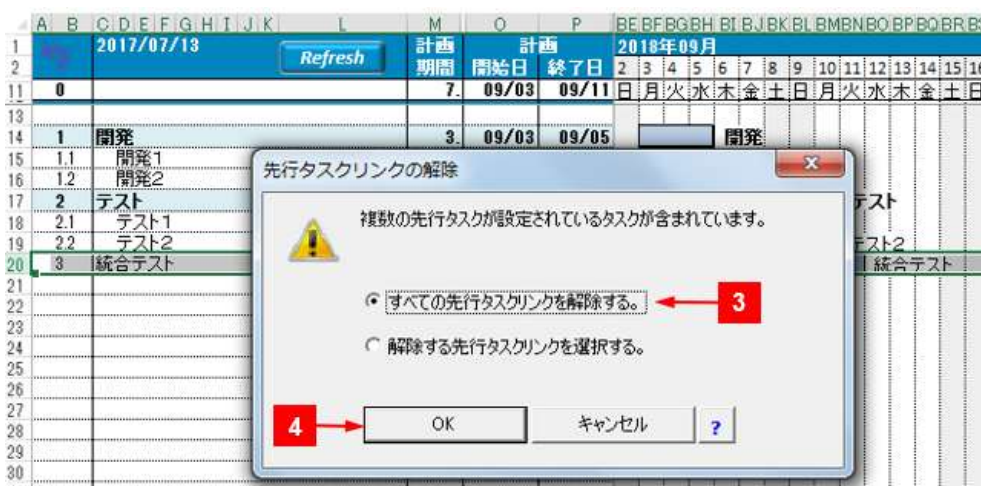 A B C D E F G H I J K L M O P BE BF BG BH BI BJ BK BL BM BN BO BP BQ BR BS
1 2017/07/13 Refresh 計画 計画 2018年09月
2 期間 開始日 終了日 2 3 4 5 6 7 8 9 10 11 12 13 14 15 16
11 0 7. 09/03 09/11 日 月 火 水 木 金 土 日 月 火 水 木 金 土 日
13
14 1 開発 3. 09/03 09/05 開発
15 1.1 開発1
16 1.2 開発2
17 2 テスト テスト
18 2.1 テスト1
19 2.2 テスト2 テスト2
20 3 統合テスト 統合テスト
21
22
23
24
25
26
27
28
29
30
先行タスクリンクの解除
複数の先行タスクが設定されているタスクが含まれています。
すべての先行タスクリンクを解除する。 3
解除する先行タスクリンクを選択する。
4 OK キャンセル ?